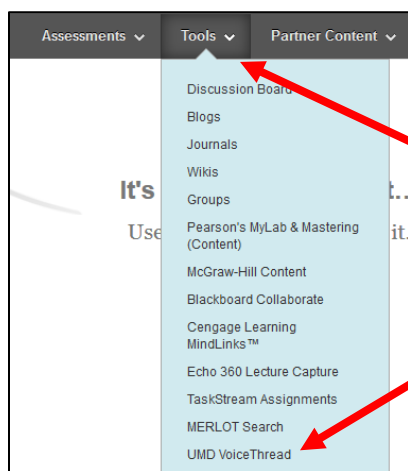 Assessments Tools Partner Content
Discussion Board
Blogs
Journals
Wikis
It's t...
Groups
Use it.
Pearson's MyLab & Mastering
(Content)
McGraw-Hill Content
Blackboard Collaborate
Cengage Learning
MindLinks™
Echo 360 Lecture Capture
TaskStream Assignments
MERLOT Search
UMD VoiceThread